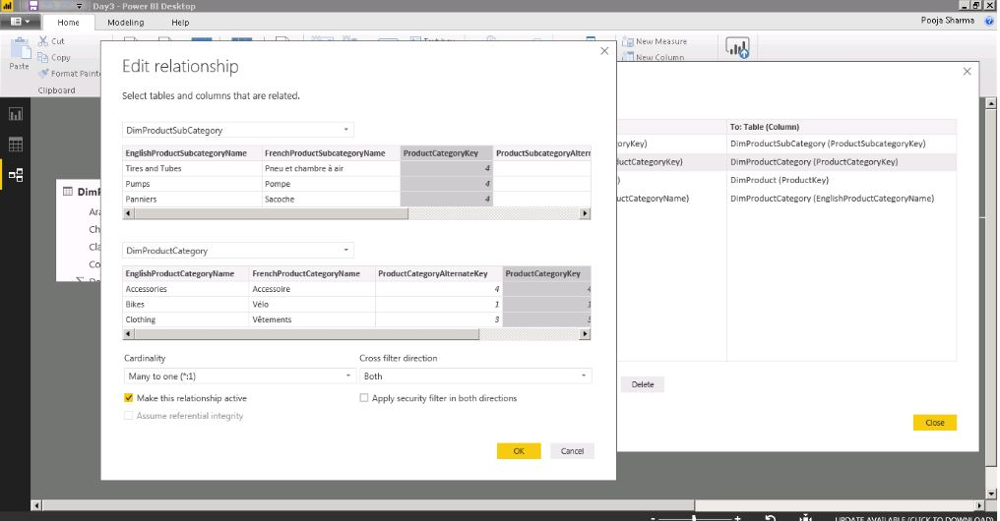 Day3 - Power BI Desktop
Home Modeling Help
Pooja Sharma
Cut
Copy
Paste
Format Painte
Clipboard
New Measure
New Column
Edit relationship
Select tables and columns that are related.
DimProductSubCategory
EnglishProductSubcategoryName FrenchProductSubcategoryName ProductCategoryKey ProductSubcategoryAltern
Tires and Tubes Pneu et chambre à air 4
Pumps Pompe 4
Panniers Sacoche 4
DimProductCategory
EnglishProductCategoryName FrenchProductCategoryName ProductCategoryAlternateKey ProductCategoryKey
Accessories Accessoire 4 4
Bikes Vélo 1 1
Clothing Vêtements 3 3
Cardinality Cross filter direction
Many to one (*:1) Both
Make this relationship active Apply security filter in both directions
Assume referential integrity
OK Cancel
To: Table (Column)
oryKey) DimProductSubCategory (ProductSubcategoryKey)
uctCategoryKey) DimProductCategory (ProductCategoryKey)
) DimProduct (ProductKey)
uctCategoryName) DimProductCategory (EnglishProductCategoryName)
Delete
Close
DimP
Ar
Ch
Cla
Co
UPDATE AVAILABLE (CLICK TO DOWNLOAD)